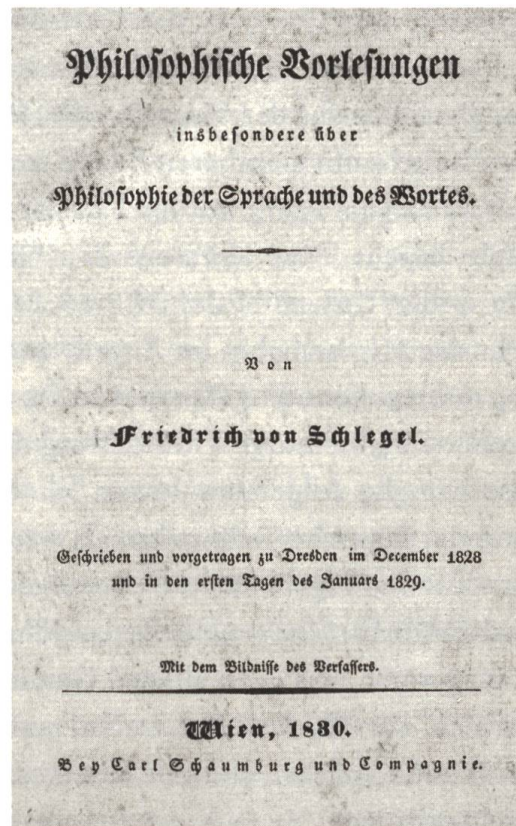 Philosophische Vorlesungen
insbesondere über
Philosophie der Sprache und des Wortes.
Von
Friedrich von Schlegel.
Geschrieben und vorgetragen zu Dresden im December 1828
und in den ersten Tagen des Januars 1829.
Mit dem Bildnisse des Verfassers.
Wien, 1830.
Bey Carl Schaumburg und Compagnie.